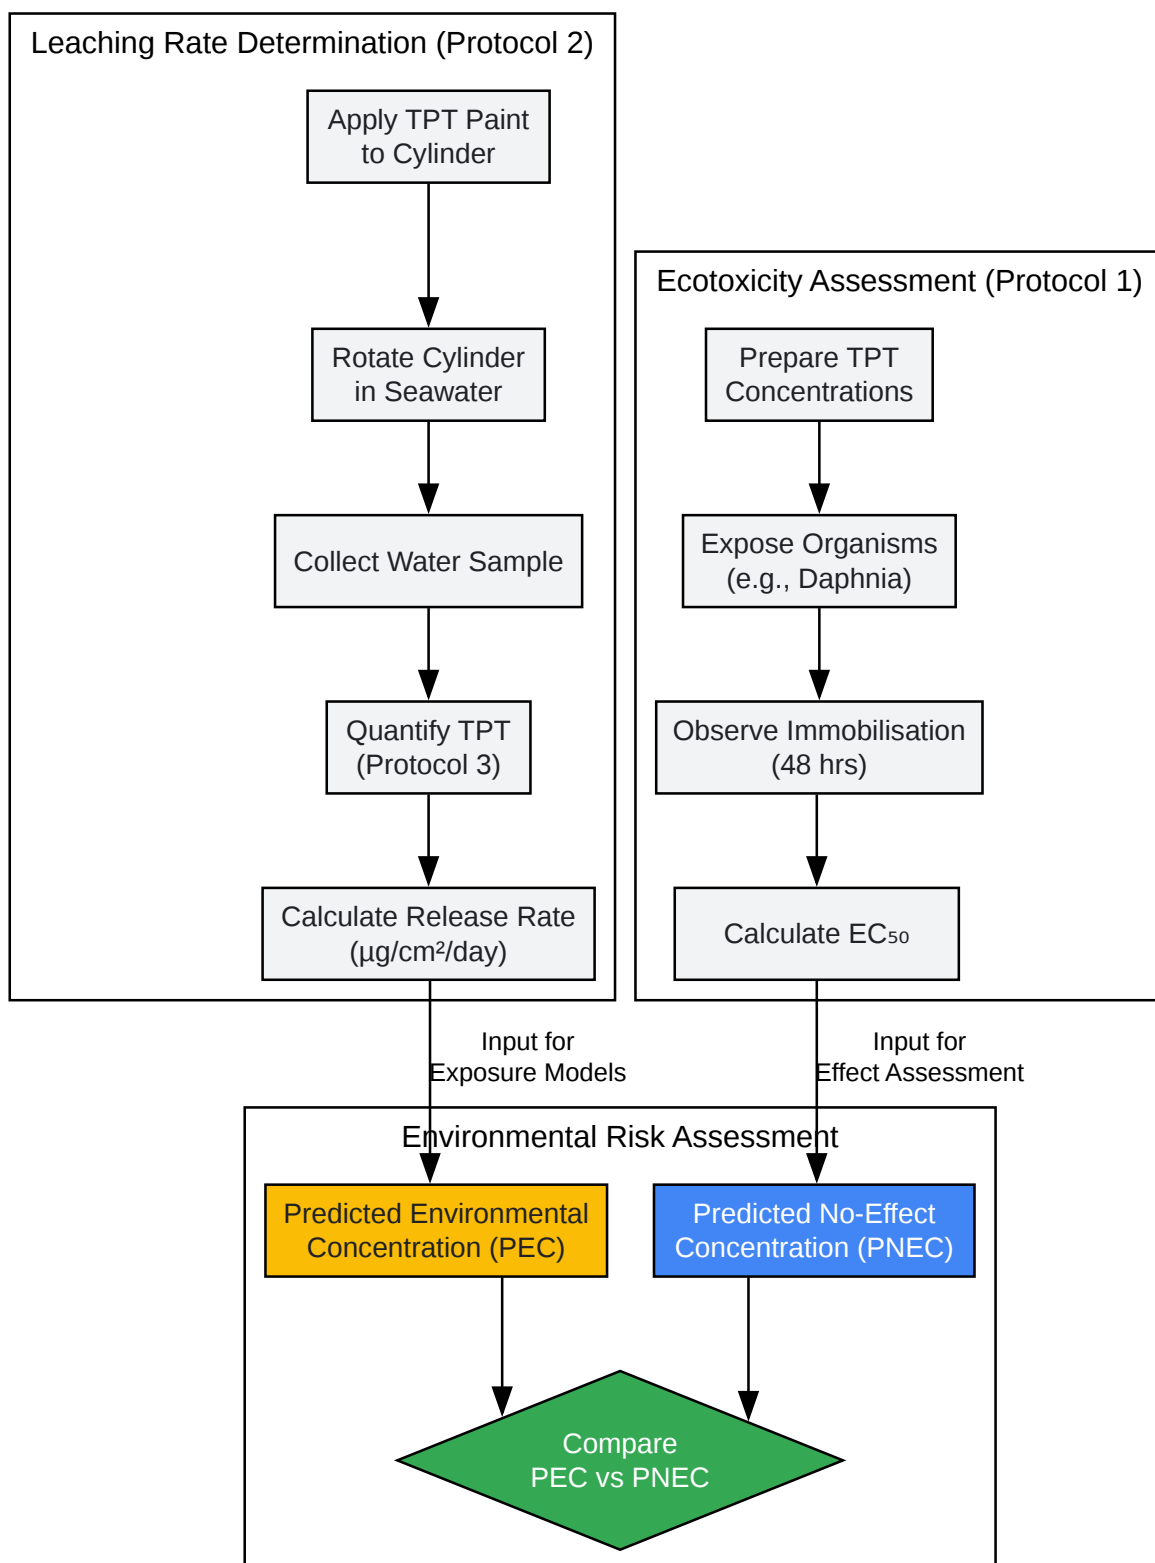 Leaching Rate Determination (Protocol 2)
Apply TPT Paint
to Cylinder
Rotate Cylinder
in Seawater
Collect Water Sample
Quantify TPT
(Protocol 3)
Calculate Release Rate
(µg/cm²/day)
Ecotoxicity Assessment (Protocol 1)
Prepare TPT
Concentrations
Expose Organisms
(e.g., Daphnia)
Observe Immobilisation
(48 hrs)
Calculate EC₅₀
Input for
Exposure Models
Input for
Effect Assessment
Environmental Risk Assessment
Predicted Environmental
Concentration (PEC)
Predicted No-Effect
Concentration (PNEC)
Compare
PEC vs PNEC